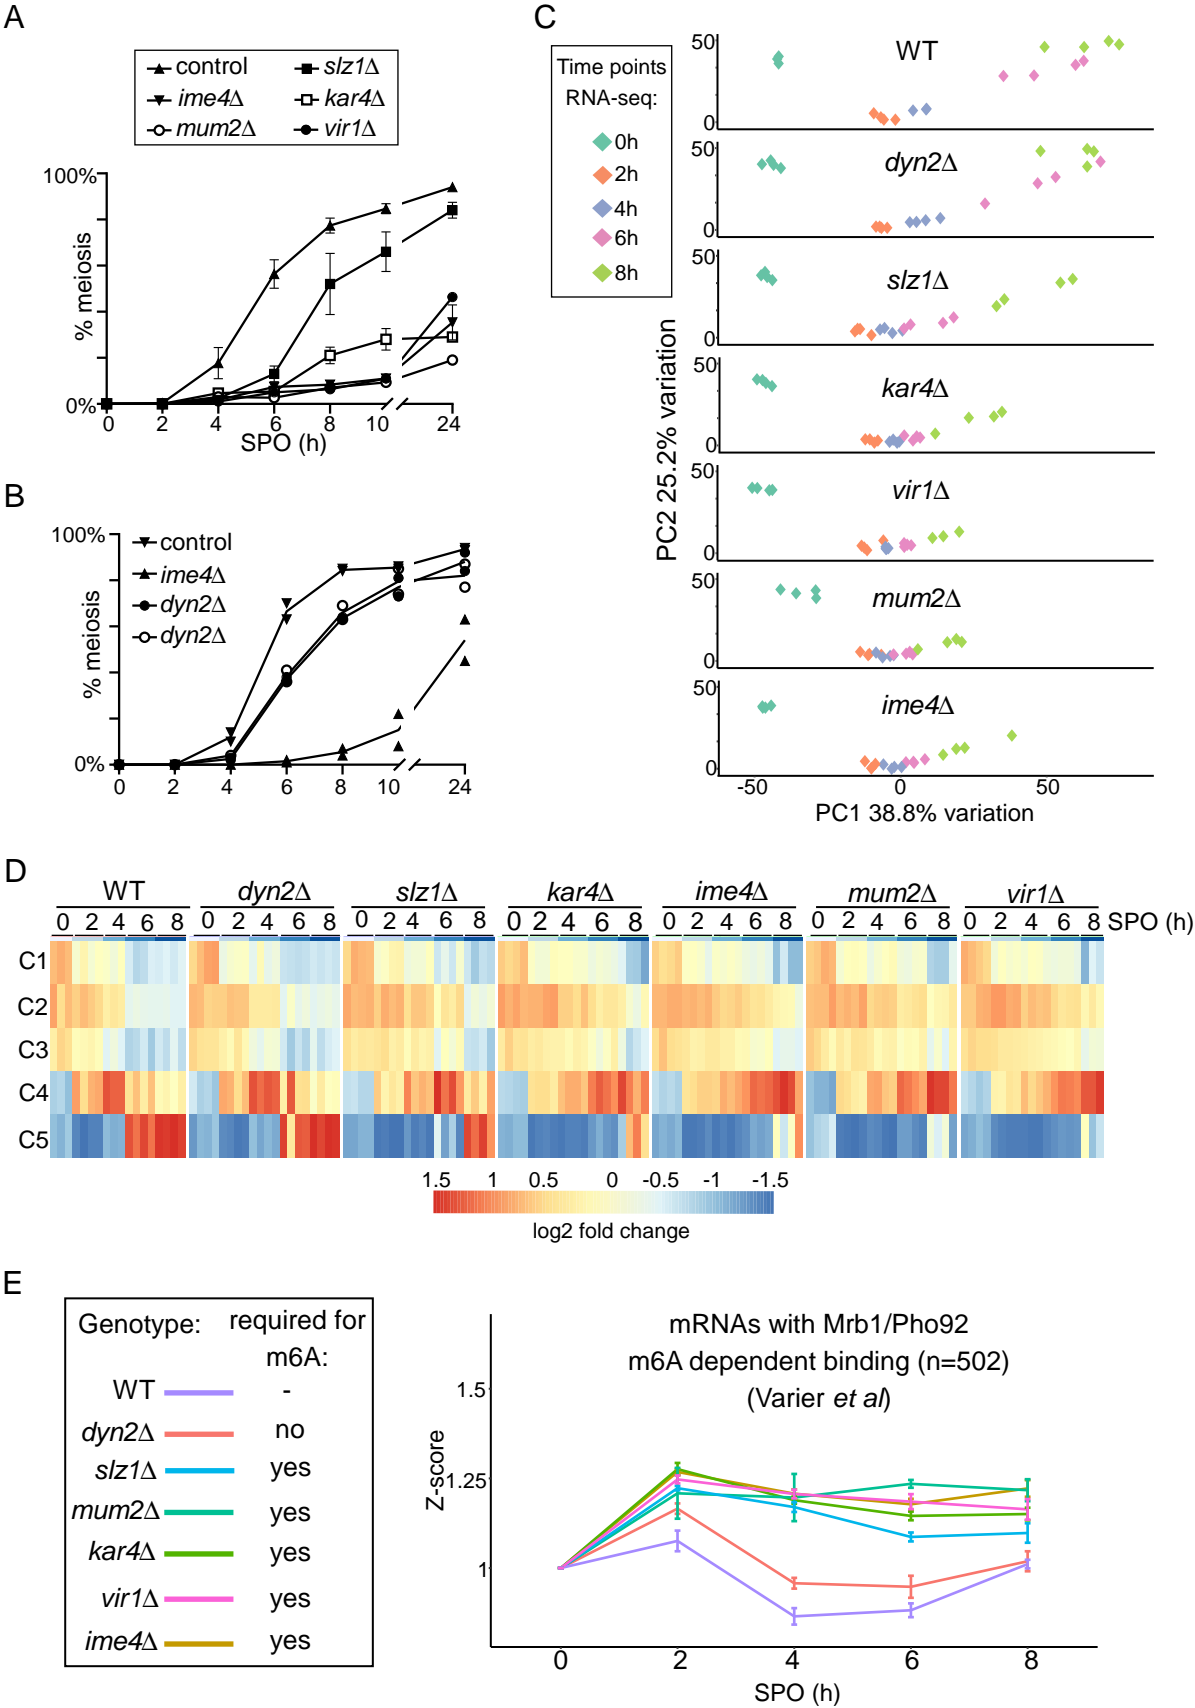 A
control
slz1Δ
ime4Δ
kar4Δ
mum2Δ
vir1Δ
100%
% meiosis
0%
0 2 4 6 8 10 24
SPO (h)
B
100%
control
ime4Δ
dyn2Δ
dyn2Δ
% meiosis
0%
0 2 4 6 8 10 24
C
Time points
RNA-seq:
0h
2h
4h
6h
8h
PC2 25.2% variation
50
WT
0
50
dyn2Δ
0
50
slz1Δ
0
50
kar4Δ
0
50
vir1Δ
0
50
mum2Δ
0
50
ime4Δ
0
-50 0 50
PC1 38.8% variation
D
WT dyn2Δ slz1Δ kar4Δ ime4Δ mum2Δ vir1Δ
0 2 4 6 8 0 2 4 6 8 0 2 4 6 8 0 2 4 6 8 0 2 4 6 8 0 2 4 6 8 0 2 4 6 8 SPO (h)
C1
C2
C3
C4
C5
1.5 1 0.5 0 -0.5 -1 -1.5
log2 fold change
E
Genotype: required for
m6A:
WT -
dyn2Δ no
slz1Δ yes
mum2Δ yes
kar4Δ yes
vir1Δ yes
ime4Δ yes
mRNAs with Mrb1/Pho92
m6A dependent binding (n=502)
(Varier et al)
Z-score
1.5
1.25
1
0 2 4 6 8
SPO (h)